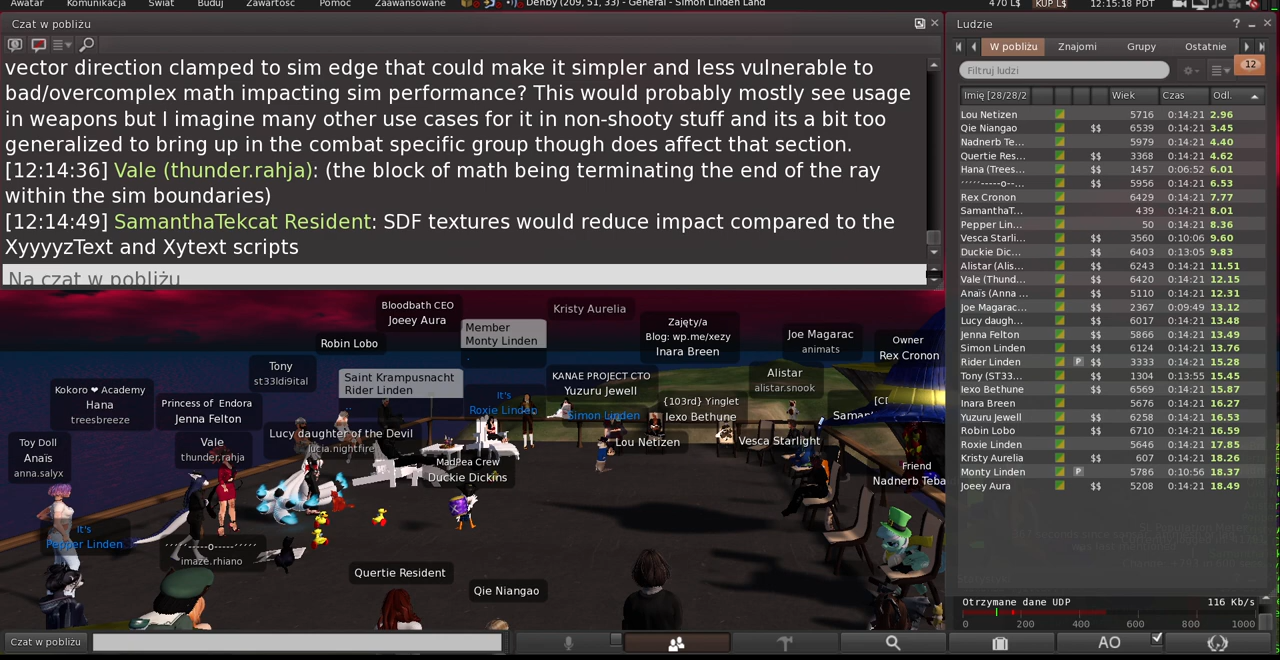 Awatar Komunikacja Świat Buduj Zawartość Pomoc Zaawansowane Denby (209, 51, 33) - General - Simon Linden Land 470 L$ KUP L$ 12:15:18 PDT
Czat w pobliżu
vector direction clamped to sim edge that could make it simpler and less vulnerable to
bad/overcomplex math impacting sim performance? This would probably mostly see usage
in weapons but I imagine many other use cases for it in non-shooty stuff and its a bit too
generalized to bring up in the combat specific group though does affect that section.
[12:14:36] Vale (thunder.rahja): (the block of math being terminating the end of the ray
within the sim boundaries)
[12:14:49] SamanthaTekcat Resident: SDF textures would reduce impact compared to the
XyyyyzText and Xytext scripts
Na czat w pobliżu
Bloodbath CEO
Joeey Aura
Kristy Aurelia
Member
Monty Linden
Robin Lobo
Zajęty/a
Blog: wp.me/xezy
Inara Breen
Joe Magarac
animats
Owner
Rex Cronon
Tony
st33ldi9ital
Saint Krampusnacht
Rider Linden
KANAE PROJECT CTO
Yuzuru Jewell
Alistar
alistar.snook
Kokoro ❤ Academy
Hana
treesbreeze
Princess of Endora
Jenna Felton
It's
Roxie Linden
Simon Linden
{103rd} Yinglet
Iexo Bethune
Toy Doll
Anaïs
anna.salyx
Vale
thunder.rahja
Lucy daughter of the Devil
lucia.nightfire
Lou Netizen
Vesca Starlight
MadPea Crew
Duckie Dickins
Friend
Nadnerb Teba
It's
Pepper Linden
′′′′′-----o--′′′′′
imaze.rhiano
Quertie Resident
Qie Niangao
Czat w pobliżu
Ludzie
W pobliżu Znajomi Grupy Ostatnie
Filtruj ludzi 12
Imię [28/28/2 Wiek Czas Odl.
Lou Netizen 5716 0:14:21 2.96
Qie Niangao $$ 6539 0:14:21 3.45
Nadnerb Te... 5979 0:14:21 4.40
Quertie Res... $$ 3368 0:14:21 4.62
Hana (Trees... $$ 1457 0:06:52 6.01
′′′′′-----o--... $$ 5956 0:14:21 6.53
Rex Cronon 6429 0:14:21 7.77
SamanthaT... 439 0:14:21 8.01
Pepper Lin... 50 0:14:21 8.36
Vesca Starli... $$ 3560 0:10:06 9.60
Duckie Dic... $$ 6403 0:13:05 9.83
Alistar (Alis... $$ 6243 0:14:21 11.51
Vale (Thund... $$ 6420 0:14:21 12.15
Anaïs (Anna ... $$ 5110 0:14:21 12.31
Joe Magarac... $$ 2367 0:09:49 13.12
Lucy daugh... $$ 6017 0:14:21 13.48
Jenna Felton $$ 5866 0:14:21 13.49
Simon Linden $$ 6124 0:14:21 13.76
Rider Linden P $$ 3333 0:14:21 15.28
Tony (ST33... $$ 1304 0:13:55 15.45
Iexo Bethune $$ 6569 0:14:21 15.87
Inara Breen 5676 0:14:21 16.27
Yuzuru Jewell $$ 6258 0:14:21 16.53
Robin Lobo $$ 6710 0:14:21 16.59
Roxie Linden 5646 0:14:21 17.85
Kristy Aurelia $$ 607 0:14:21 18.26
Monty Linden P 5786 0:10:56 18.37
Joeey Aura $$ 5208 0:14:21 18.49
Otrzymane dane UDP 116 Kb/s
0 200 400 600 800 1000
AO